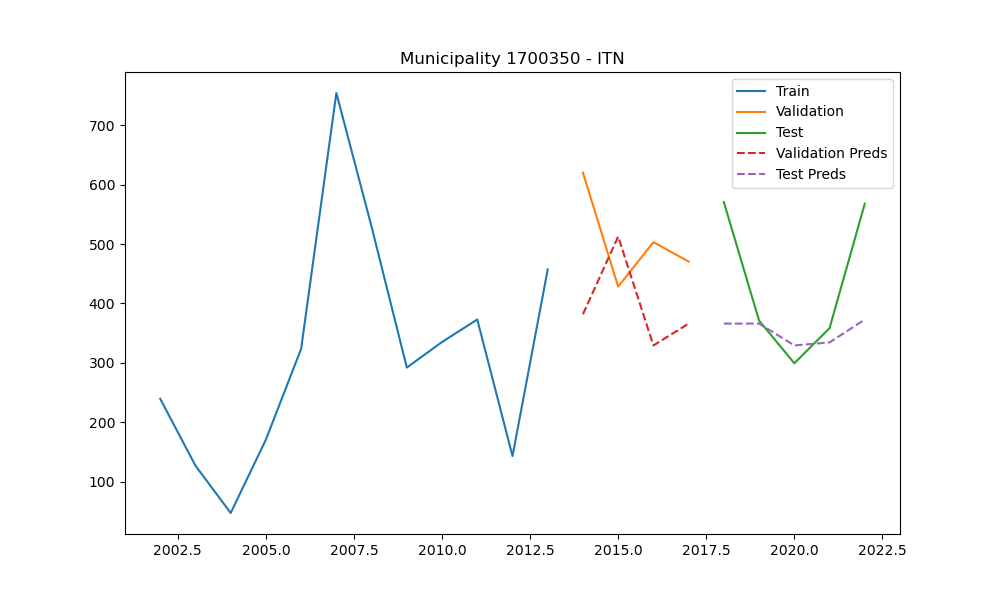 Municipality 1700350 - ITN
Train
Validation
Test
Validation Preds
Test Preds
700
600
500
400
300
200
100
2002.5 2005.0 2007.5 2010.0 2012.5 2015.0 2017.5 2020.0 2022.5